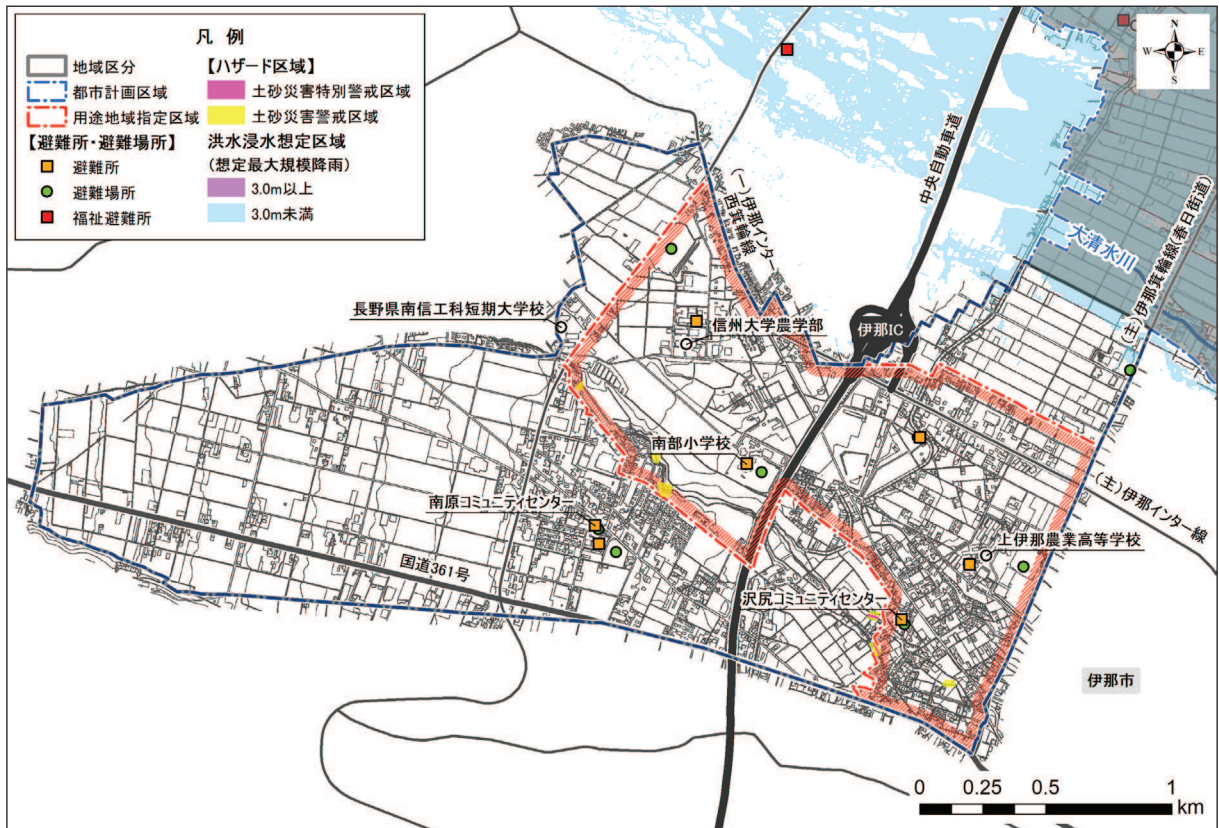 凡 例
地域区分
都市計画区域
用途地域指定区域
【避難所・避難場所】
避難所
避難場所
福祉避難所
【ハザード区域】
土砂災害特別警戒区域
土砂災害警戒区域
洪水浸水想定区域
(想定最大規模降雨)
3.0m以上
3.0m未満
N
W
E
S
中央自動車道
(一)伊那インター
西箕輪線
大清水川
(主)伊那箕輪線(春日街道)
長野県南信工科短期大学校
信州大学農学部
伊那IC
南部小学校
(主)伊那インター線
南原コミュニティセンター
上伊那農業高等学校
国道361号
沢尻コミュニティセンター
伊那市
0 0.25 0.5 1
km